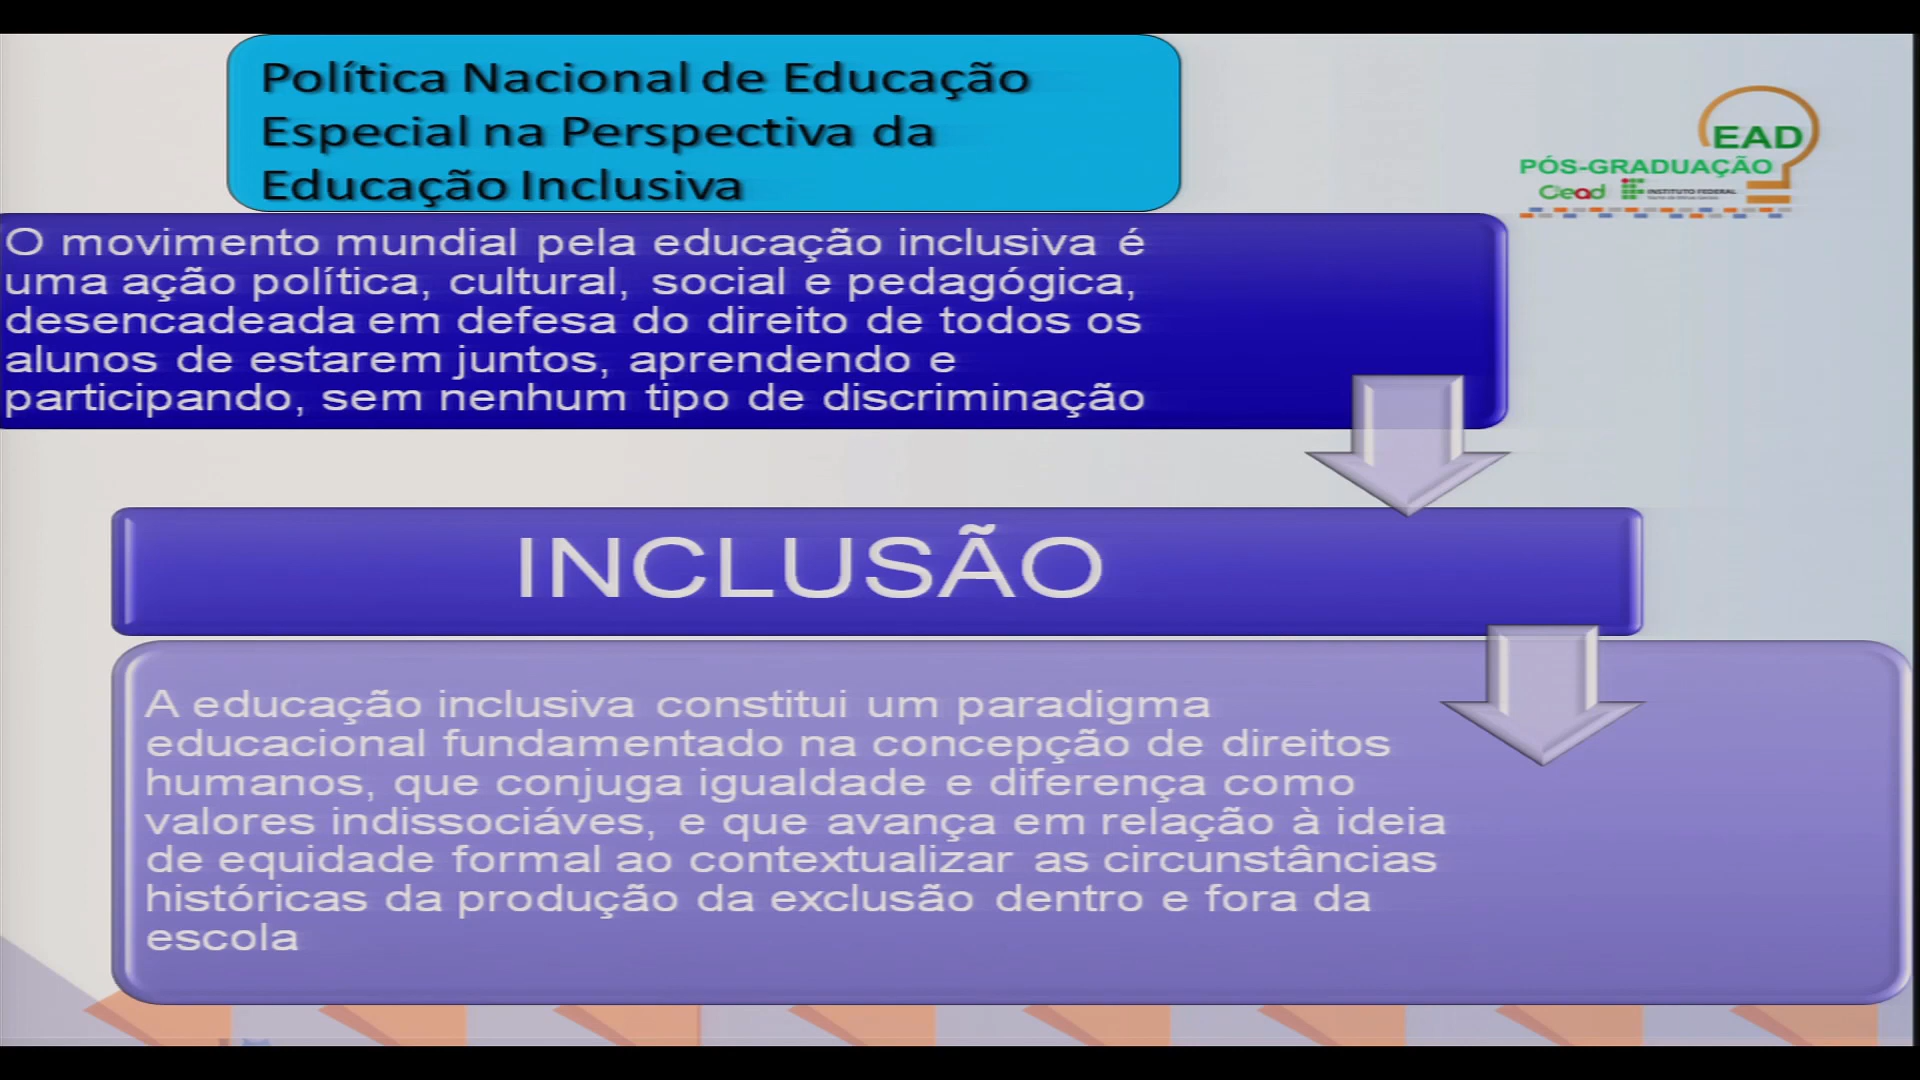 Política Nacional de Educação
Especial na Perspectiva da
Educação Inclusiva
EAD
PÓS-GRADUAÇÃO
Cead
INSTITUTO FEDERAL
O movimento mundial pela educação inclusiva é
uma ação política, cultural, social e pedagógica,
desencadeada em defesa do direito de todos os
alunos de estarem juntos, aprendendo e
participando, sem nenhum tipo de discriminação
INCLUSÃO
A educação inclusiva constitui um paradigma
educacional fundamentado na concepção de direitos
humanos, que conjuga igualdade e diferença como
valores indissociáves, e que avança em relação à ideia
de equidade formal ao contextualizar as circunstâncias
históricas da produção da exclusão dentro e fora da
escola